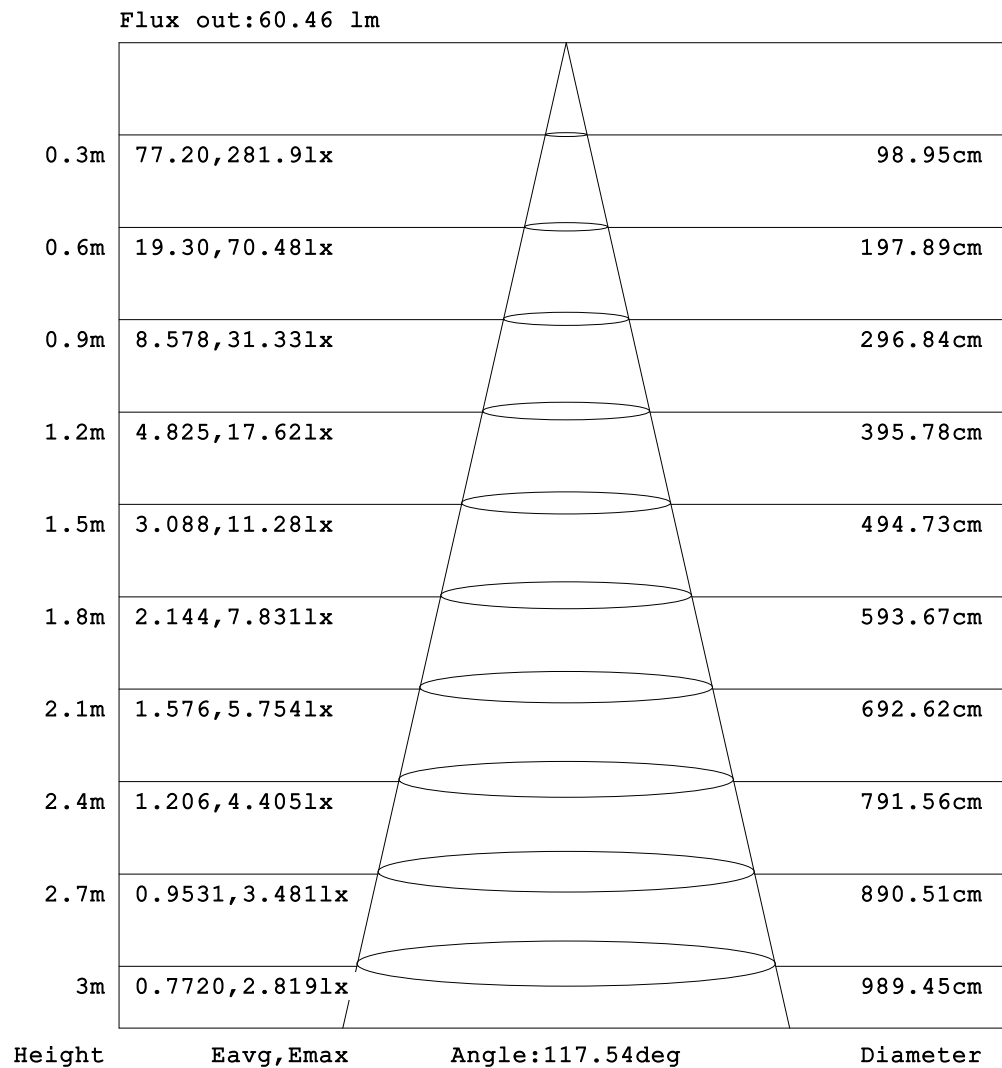 Flux out:60.46 lm
0.3m 77.20,281.9lx 98.95cm
0.6m 19.30,70.48lx 197.89cm
0.9m 8.578,31.33lx 296.84cm
1.2m 4.825,17.62lx 395.78cm
1.5m 3.088,11.28lx 494.73cm
1.8m 2.144,7.831lx 593.67cm
2.1m 1.576,5.754lx 692.62cm
2.4m 1.206,4.405lx 791.56cm
2.7m 0.9531,3.481lx 890.51cm
3m 0.7720,2.819lx 989.45cm
Height Eavg,Emax Angle:117.54deg Diameter